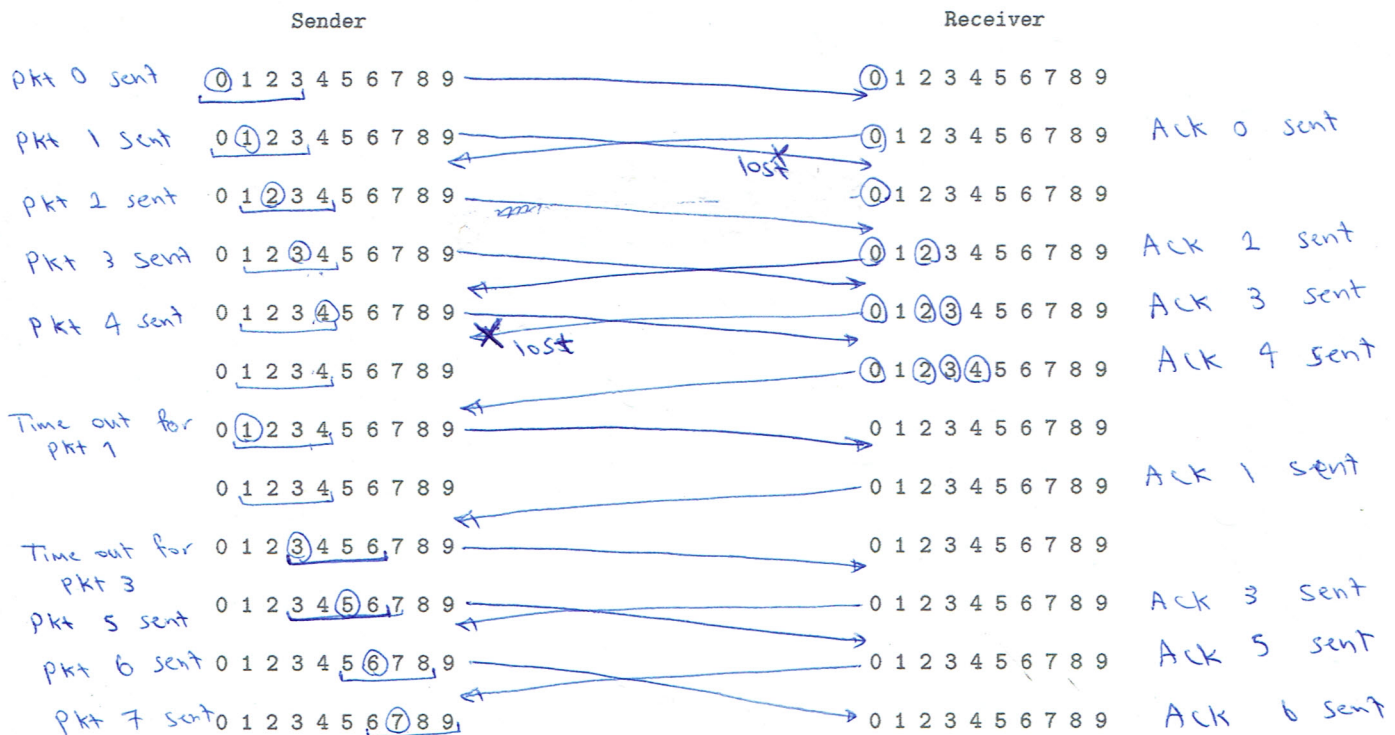 Sender Receiver
Pkt 0 sent 0 1 2 3 4 5 6 7 8 9 0 1 2 3 4 5 6 7 8 9
Pkt 1 sent 0 1 2 3 4 5 6 7 8 9 0 1 2 3 4 5 6 7 8 9 Ack 0 sent
lost
Pkt 2 sent 0 1 2 3 4 5 6 7 8 9 0 1 2 3 4 5 6 7 8 9
Pkt 3 sent 0 1 2 3 4 5 6 7 8 9 0 1 2 3 4 5 6 7 8 9 Ack 2 sent
Pkt 4 sent 0 1 2 3 4 5 6 7 8 9 0 1 2 3 4 5 6 7 8 9 Ack 3 sent
lost
0 1 2 3 4 5 6 7 8 9 0 1 2 3 4 5 6 7 8 9 Ack 4 sent
Time out for 0 1 2 3 4 5 6 7 8 9 0 1 2 3 4 5 6 7 8 9
Pkt 1
0 1 2 3 4 5 6 7 8 9 0 1 2 3 4 5 6 7 8 9 Ack 1 sent
Time out for 0 1 2 3 4 5 6 7 8 9 0 1 2 3 4 5 6 7 8 9
Pkt 3
Pkt 5 sent 0 1 2 3 4 5 6 7 8 9 0 1 2 3 4 5 6 7 8 9 Ack 3 sent
Pkt 6 sent 0 1 2 3 4 5 6 7 8 9 0 1 2 3 4 5 6 7 8 9 Ack 5 sent
Pkt 7 sent 0 1 2 3 4 5 6 7 8 9 0 1 2 3 4 5 6 7 8 9 Ack 6 sent